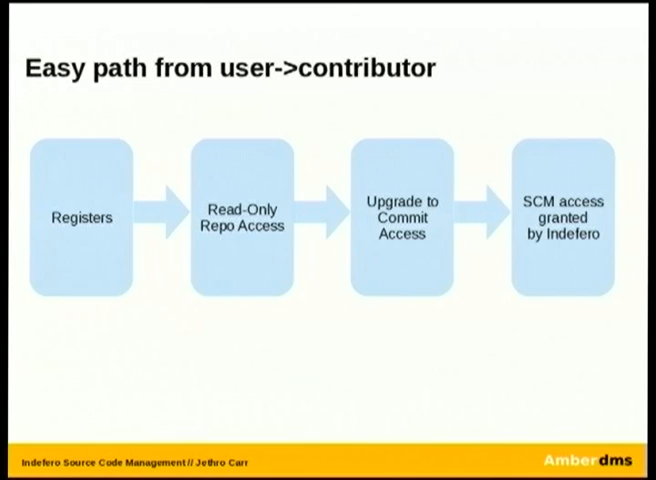 Easy path from user->contributor
Registers
Read-Only
Repo Access
Upgrade to
Commit
Access
SCM access
granted
by Indefero
Indefero Source Code Management // Jethro Carr
Amberdms